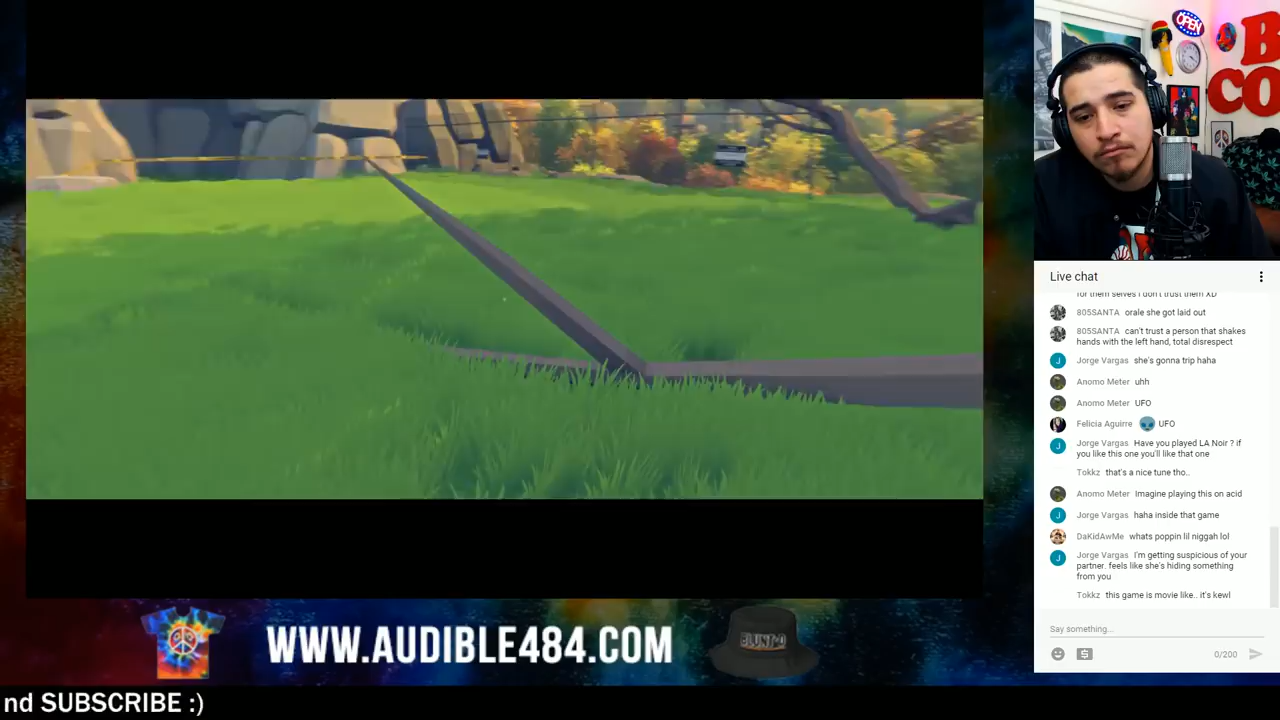 OPEN
B
CO
Live chat
for them selves I don't trust them XD
805SANTA orale she got laid out
805SANTA can't trust a person that shakes
hands with the left hand, total disrespect
Jorge Vargas she's gonna trip haha
Anomo Meter uhh
Anomo Meter UFO
Felicia Aguirre UFO
Jorge Vargas Have you played LA Noir ? if
you like this one you'll like that one
Tokkz that's a nice tune tho..
Anomo Meter Imagine playing this on acid
Jorge Vargas haha inside that game
DaKidAwMe whats poppin lil niggah lol
Jorge Vargas I'm getting suspicious of your
partner. feels like she's hiding something
from you
Tokkz this game is movie like.. it's kewl
Say something...
0/200
WWW.AUDIBLE484.COM
nd SUBSCRIBE :)